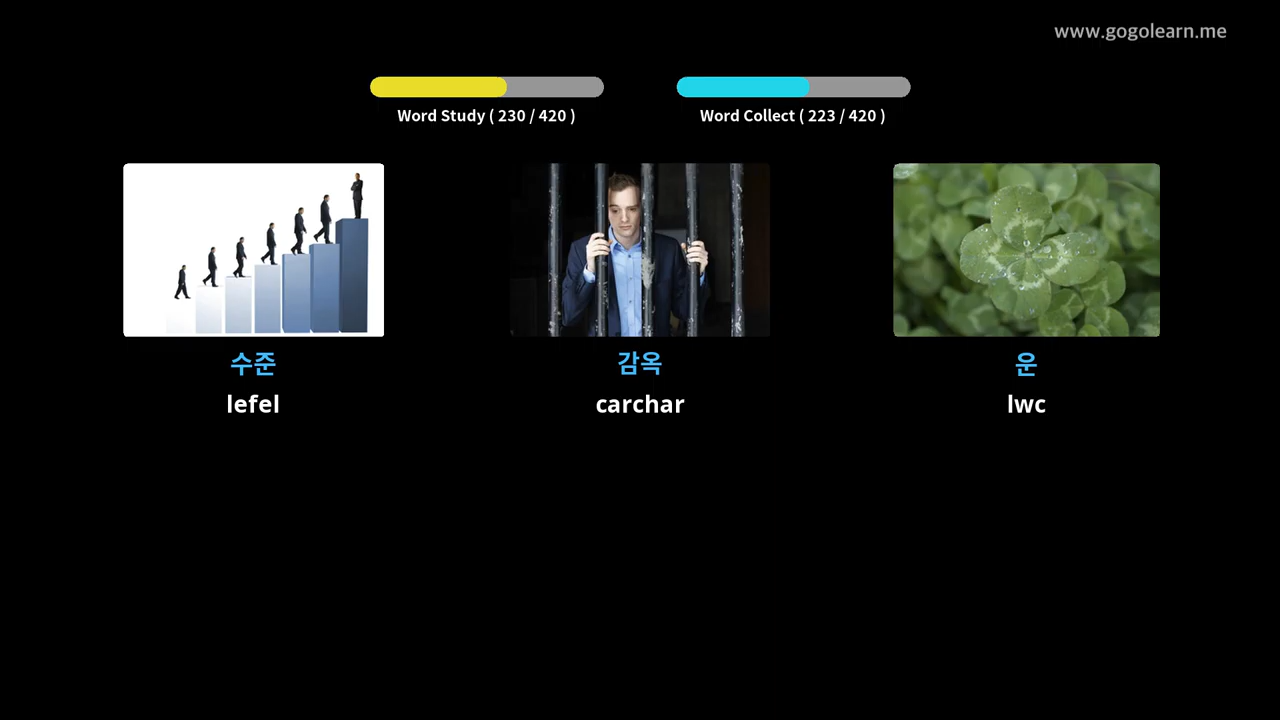 www.gogolearn.me
Word Study ( 230 / 420 )
Word Collect ( 223 / 420 )
수준
감옥
운
lefel
carchar
lwc